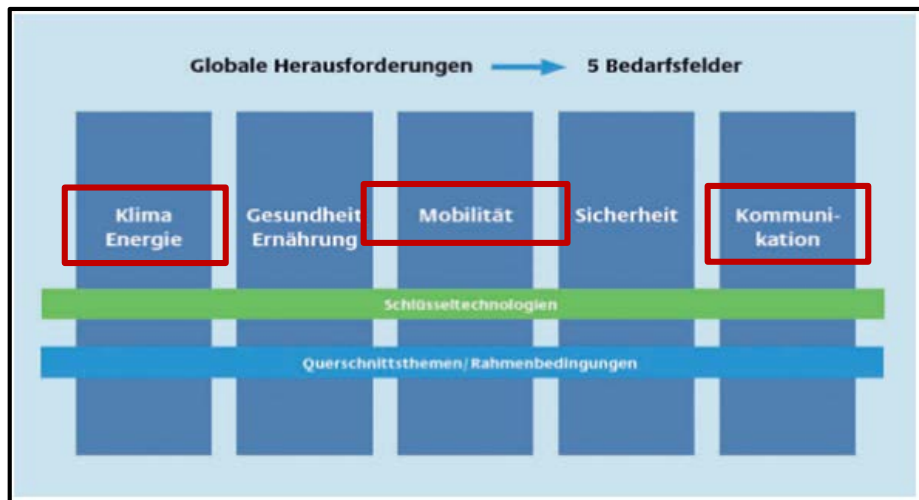 Globale Herausforderungen 5 Bedarfsfelder
Klima
Energie
Gesundheit
Ernährung
Mobilität
Sicherheit
Kommuni-
kation
Schlüsseltechnologien
Querschnittsthemen/Rahmenbedingungen